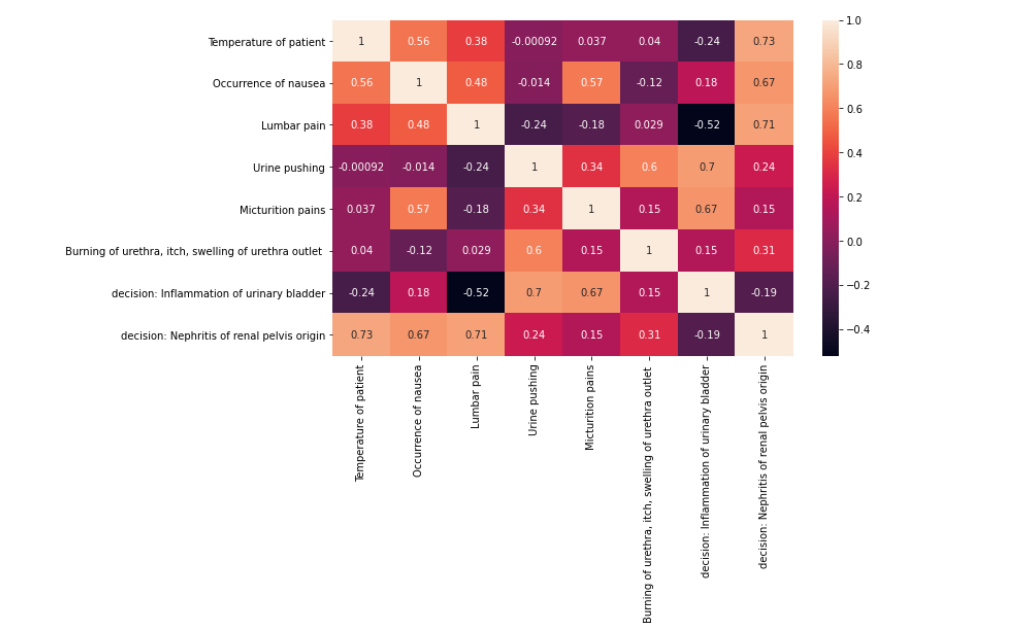 Temperature of patient 1 0.56 0.38 -0.00092 0.037 0.04 -0.24 0.73
Occurrence of nausea 0.56 1 0.48 -0.014 0.57 -0.12 0.18 0.67
Lumbar pain 0.38 0.48 1 -0.24 -0.18 0.029 -0.52 0.71
Urine pushing -0.00092 -0.014 -0.24 1 0.34 0.6 0.7 0.24
Micturition pains 0.037 0.57 -0.18 0.34 1 0.15 0.67 0.15
Burning of urethra, itch, swelling of urethra outlet 0.04 -0.12 0.029 0.6 0.15 1 0.15 0.31
decision: Inflammation of urinary bladder -0.24 0.18 -0.52 0.7 0.67 0.15 1 -0.19
decision: Nephritis of renal pelvis origin 0.73 0.67 0.71 0.24 0.15 0.31 -0.19 1
Temperature of patient
Occurrence of nausea
Lumbar pain
Urine pushing
Micturition pains
Burning of urethra, itch, swelling of urethra outlet
decision: Inflammation of urinary bladder
decision: Nephritis of renal pelvis origin
1.0
0.8
0.6
0.4
0.2
0.0
−0.2
−0.4